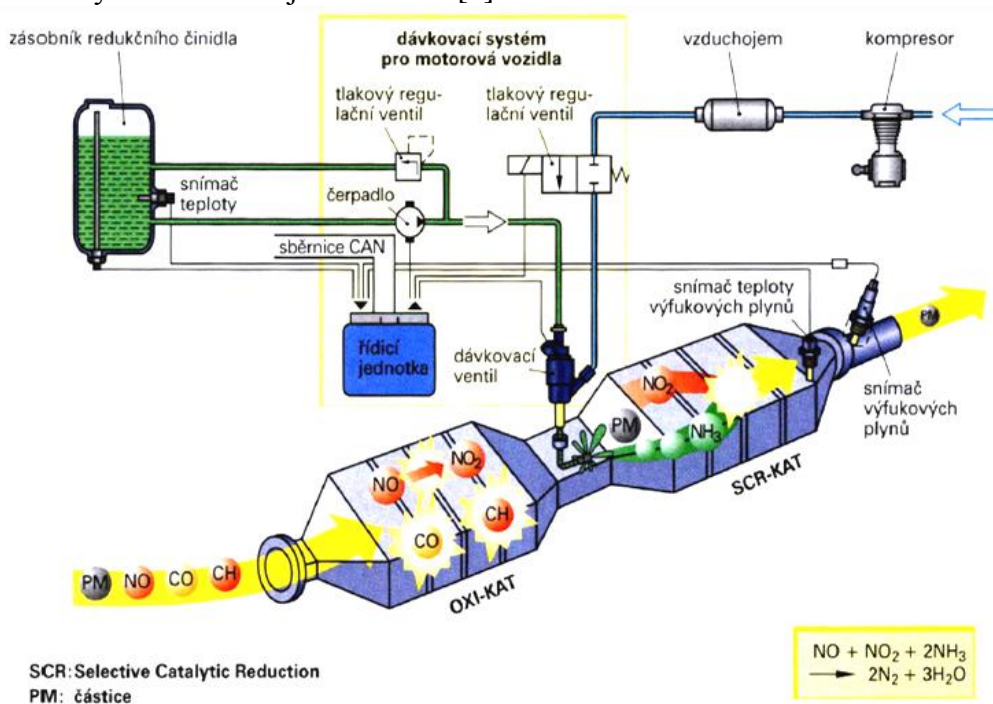 [4]
zásobník redukčního činidla
dávkovací systém
pro motorová vozidla
vzduchojem
kompresor
tlakový regu-
lační ventil
tlakový regu-
lační ventil
snímač
teploty
čerpadlo
sběrnice CAN
snímač teploty
výfukových plynů
řídicí
jednotka
dávkovací
ventil
snímač
výfukových
plynů
PM
NO₂
PM
NH₃
SCR-KAT
NO
NO₂
CO
CH
OXI-KAT
PM
NO
CO
CH
SCR: Selective Catalytic Reduction
PM: částice
NO + NO₂ + 2NH₃
→ 2N₂ + 3H₂O